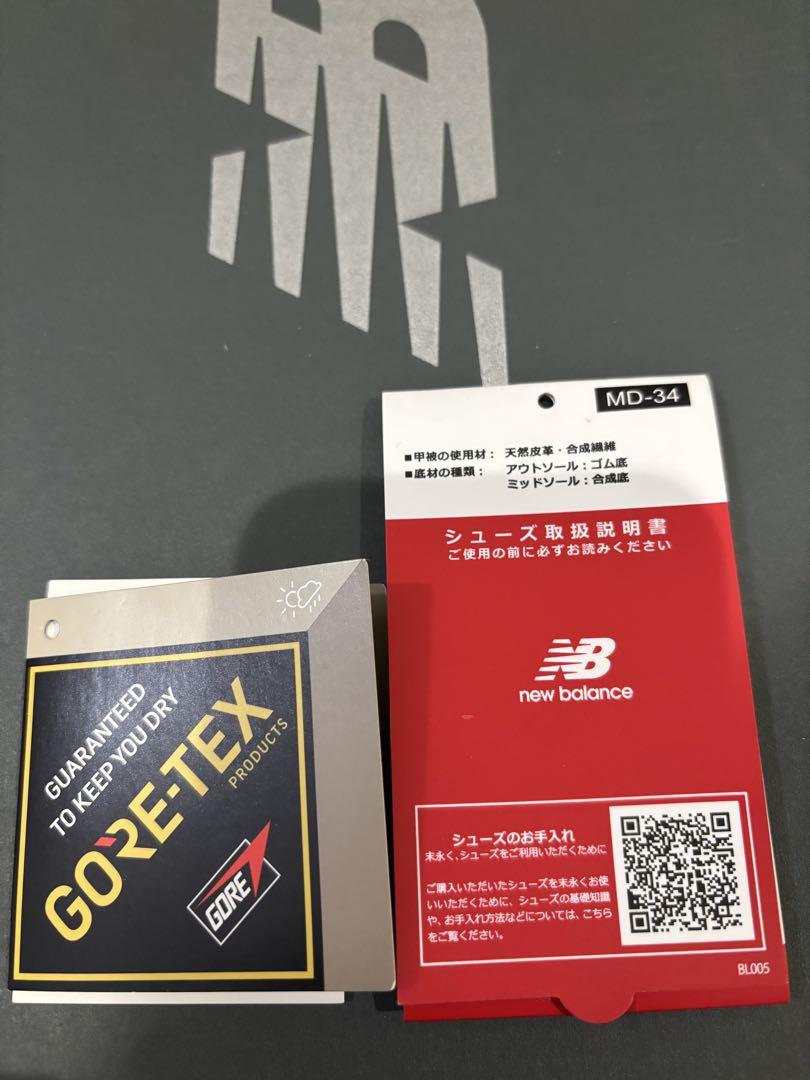 MD-34
■甲被の使用材： 天然皮革・合成繊維
■底材の種類： アウトソール：ゴム底
ミッドソール：合成底
シューズ取扱説明書
ご使用の前に必ずお読みください
NB
new balance
シューズのお手入れ
末永く、シューズをご利用いただくために
ご購入いただいたシューズを末永くお使
いいただくために、シューズの基礎知識
や、お手入れ方法などについては、こちら
をご覧ください。
BL005
GUARANTEED
TO KEEP YOU DRY
GORE-TEX
PRODUCTS
GORE